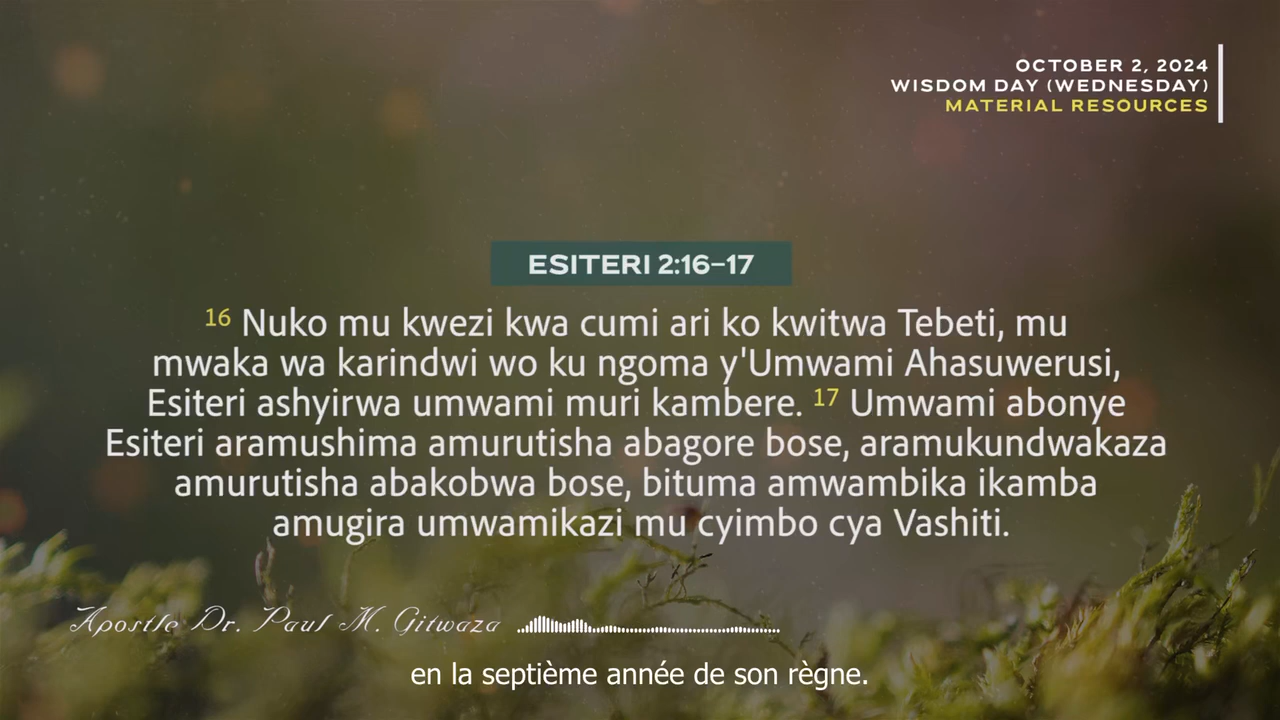 OCTOBER 2, 2024
WISDOM DAY (WEDNESDAY)
MATERIAL RESOURCES
ESITERI 2:16–17
16 Nuko mu kwezi kwa cumi ari ko kwitwa Tebeti, mu
mwaka wa karindwi wo ku ngoma y'Umwami Ahasuwerusi,
Esiteri ashyirwa umwami muri kambere. 17 Umwami abonye
Esiteri aramushima amurutisha abagore bose, aramukundwakaza
amurutisha abakobwa bose, bituma amwambika ikamba
amugira umwamikazi mu cyimbo cya Vashiti.
Apostle Dr. Paul M. Gitwaza
en la septième année de son règne.